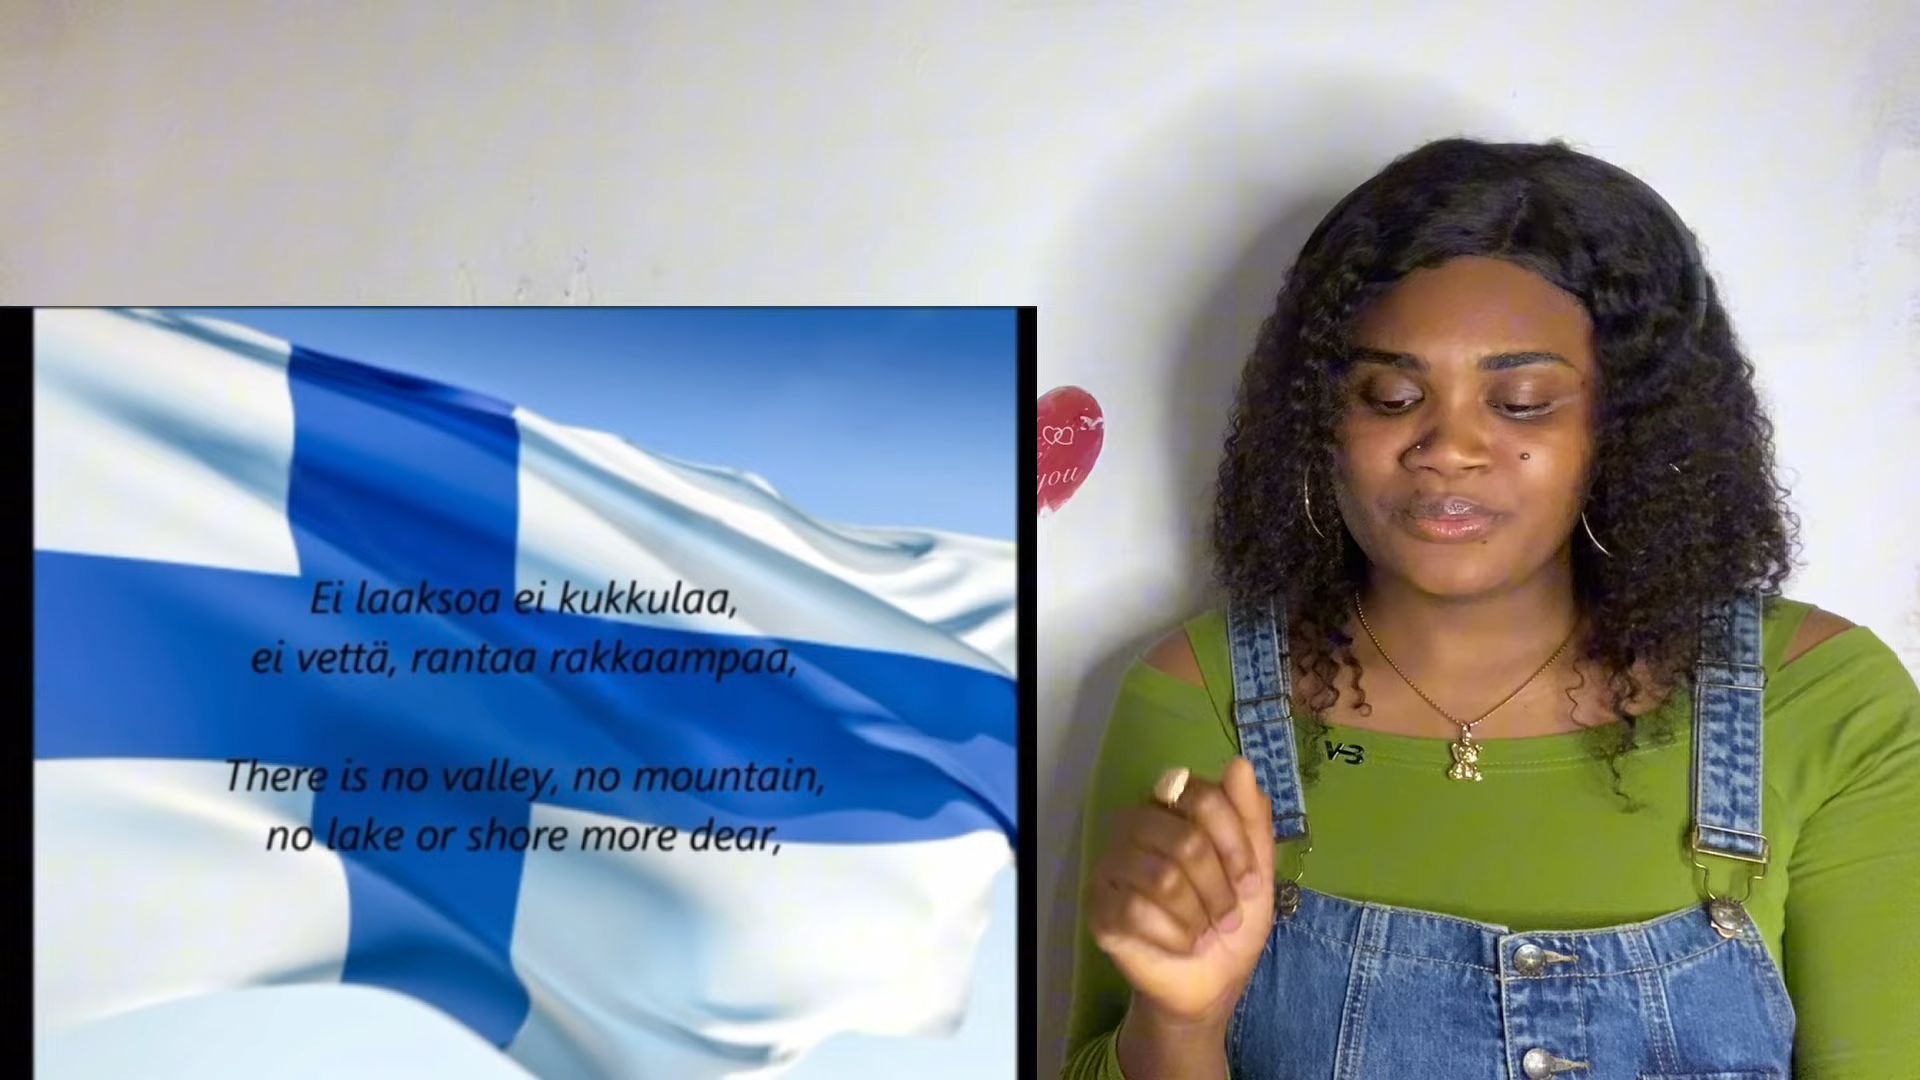 Ei laaksoa ei kukkulaa,
ei vettä, rantaa rakkaampaa,
There is no valley, no mountain,
no lake or shore more dear,
you